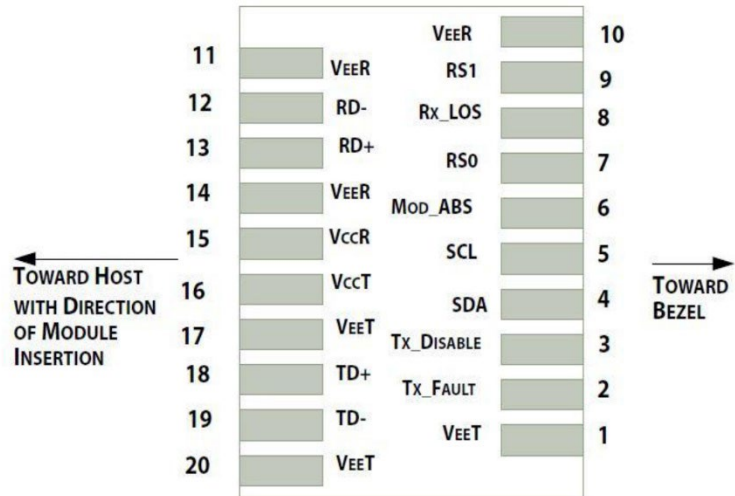 11 VEER
12 RD-
13 RD+
14 VEER
15 VCCR
16 VCCT
17 VEET
18 TD+
19 TD-
20 VEET
VEER 10
RS1 9
RX_LOS 8
RS0 7
MOD_ABS 6
SCL 5
SDA 4
TX_DISABLE 3
TX_FAULT 2
VEET 1
TOWARD HOST
WITH DIRECTION
OF MODULE
INSERTION
TOWARD
BEZEL